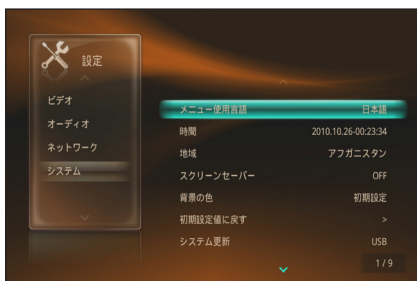 設定
ビデオ
オーディオ
ネットワーク
システム
メニュー使用言語 日本語
時間 2010.10.26-00:23:34
地域 アフガニスタン
スクリーンセーバー OFF
背景の色 初期設定
初期設定値に戻す >
システム更新 USB
1 / 9